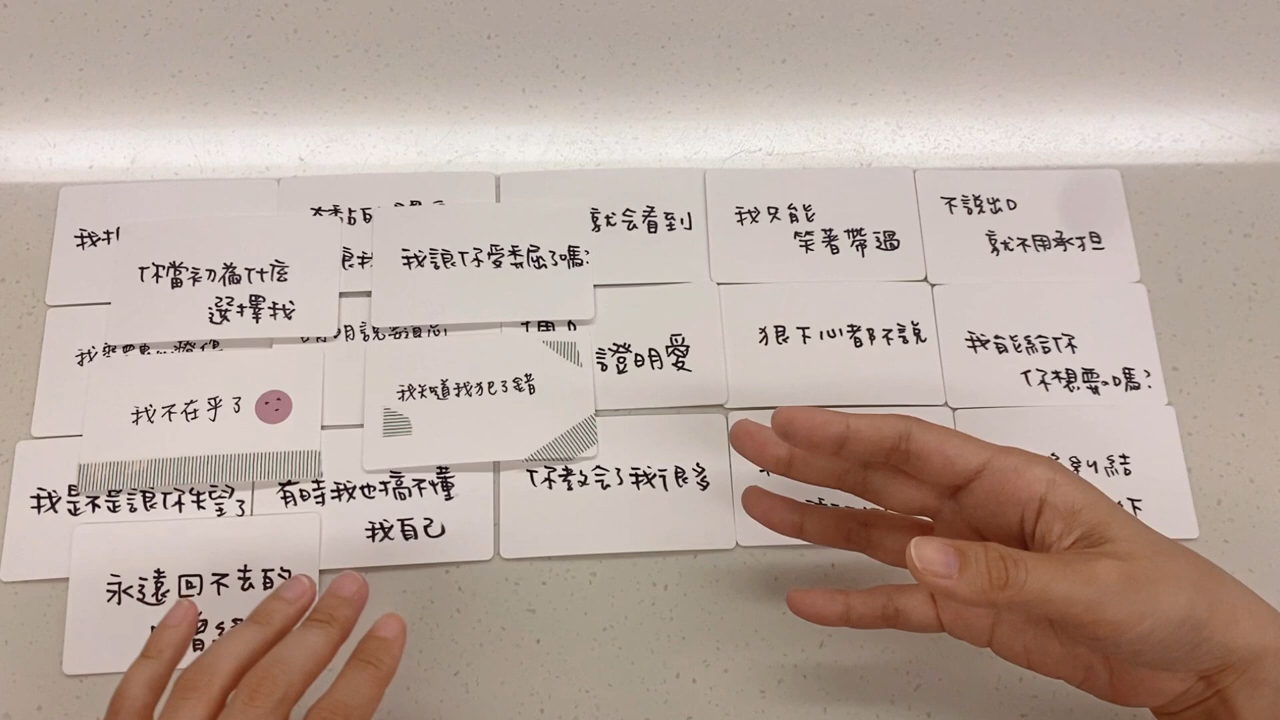 我
就会看到
我只能
笑著帶過
不說出口
就不用承担
你當初為什麼
選擇我
我讓你受委屈了嗎?
證明愛
狠下心都不說
我能給你
你想要的嗎?
我不在乎了
我知道我犯了錯
我是不是讓你失望了
有時我也搞不懂
我自己
你教会了我很多
永遠回不去的